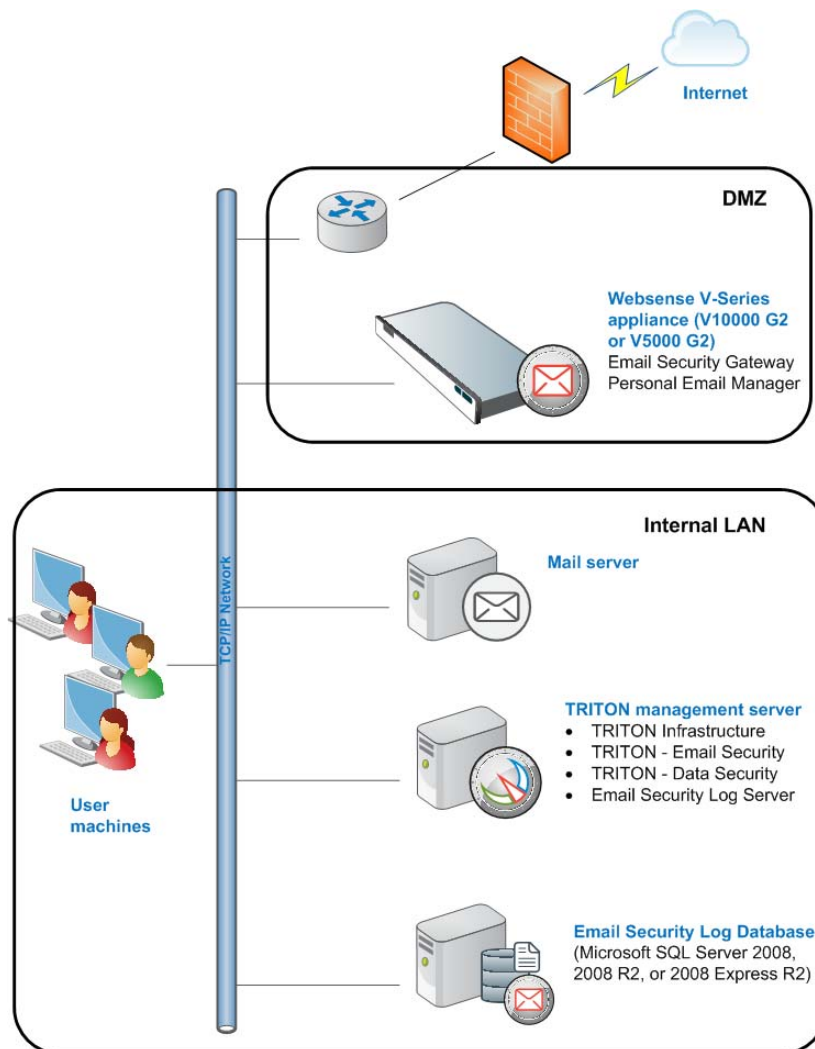 Internet
DMZ
Websense V-Series
appliance (V10000 G2
or V5000 G2)
Email Security Gateway
Personal Email Manager
Internal LAN
Mail server
TCP/IP Network
TRITON management server
• TRITON Infrastructure
• TRITON - Email Security
• TRITON - Data Security
• Email Security Log Server
User
machines
Email Security Log Database
(Microsoft SQL Server 2008,
2008 R2, or 2008 Express R2)